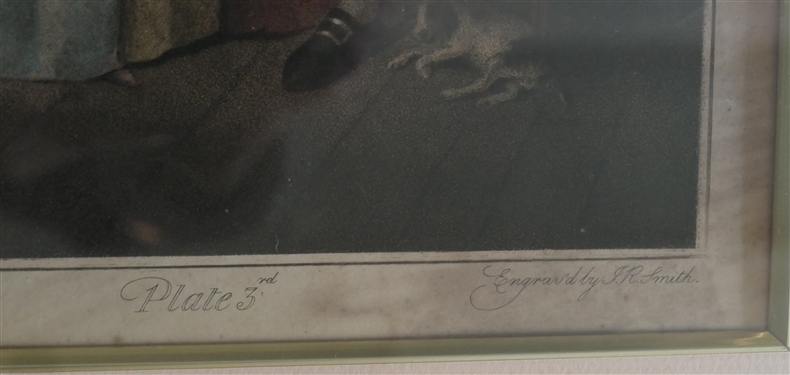 Plate 3rd
Engrav'd by J.R. Smith.